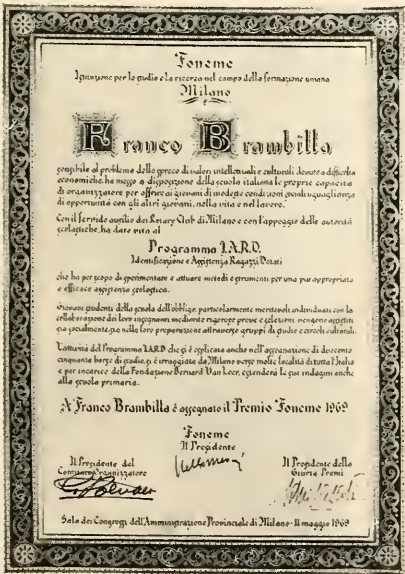 Foneme
Istituzione per lo studio e la ricerca nel campo della formazione umana
Milano
Franco Brambilla
sensibile al problema dello spreco di valori intellettuali e culturali dovuto a difficoltà
economiche, ha messo a disposizione della scuola italiana le proprie capacità
di organizzatore per offrire ai giovani di modeste condizioni sociali uguaglianza
di opportunità con gli altri giovani, nella vita e nel lavoro.
Con il fervido ausilio dei Rotary Club di Milano e con l'appoggio delle autorità
scolastiche, ha dato vita al
Programma I.A.R.D.
Identificazione e Assistenza Ragazzi Dotati
che ha per scopo di sperimentare e attuare metodi e strumenti per una più appropriata
e efficace assistenza scolastica.
Giovani studenti della scuola dell'obbligo, particolarmente meritevoli, individuati con la
collaborazione dei loro insegnanti mediante rigorose prove e selezioni vengono assistiti
sia socialmente, sia nella loro preparazione attraverso gruppi di studio e circoli culturali.
L'attività del Programma I.A.R.D. che si è esplicata anche nell'assegnazione di duecento
cinquanta borse di studio, si è irraggiata da Milano verso molte località di tutta l'Italia
e per incarico della Fondazione Bernard Van Leer, estenderà le sue indagini anche
alla scuola primaria.
A Franco Brambilla è assegnato il Premio Foneme 1969
Foneme
Il Presidente
Il Presidente del
Comitato Organizzatore
Il Presidente della
Giuria Premi
Sala dei Congressi dell'Amministrazione Provinciale di Milano · 11 maggio 1969